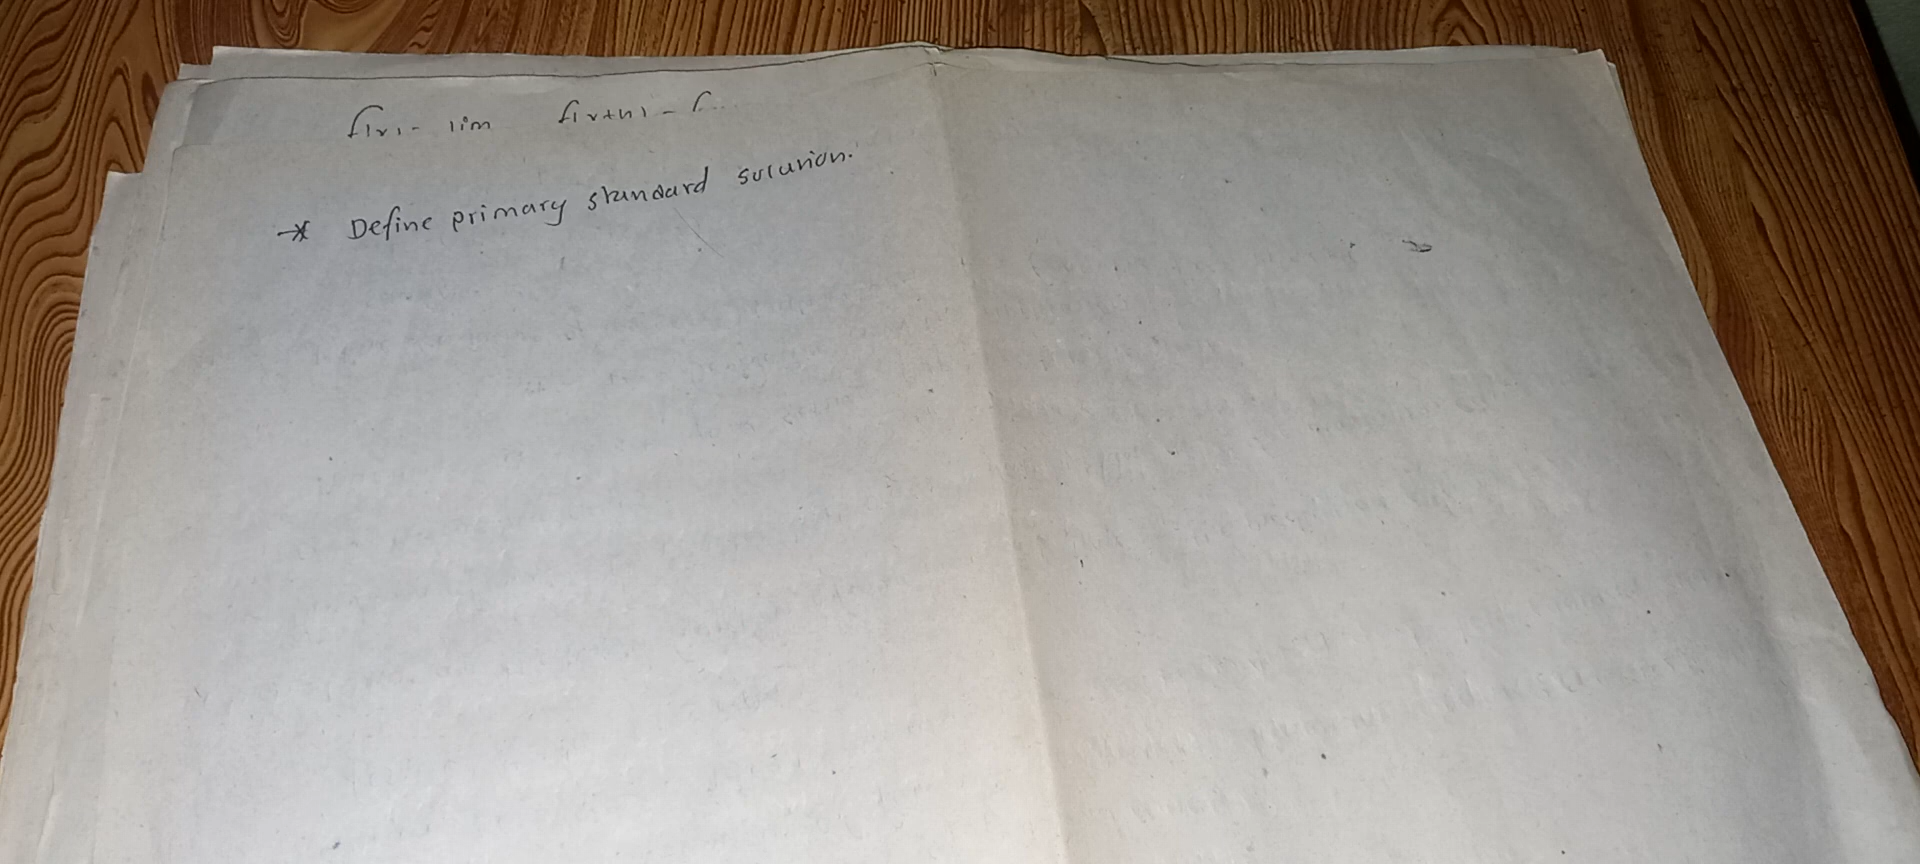 f(x) = lim f(x+h) - f
* Define primary standard solution.